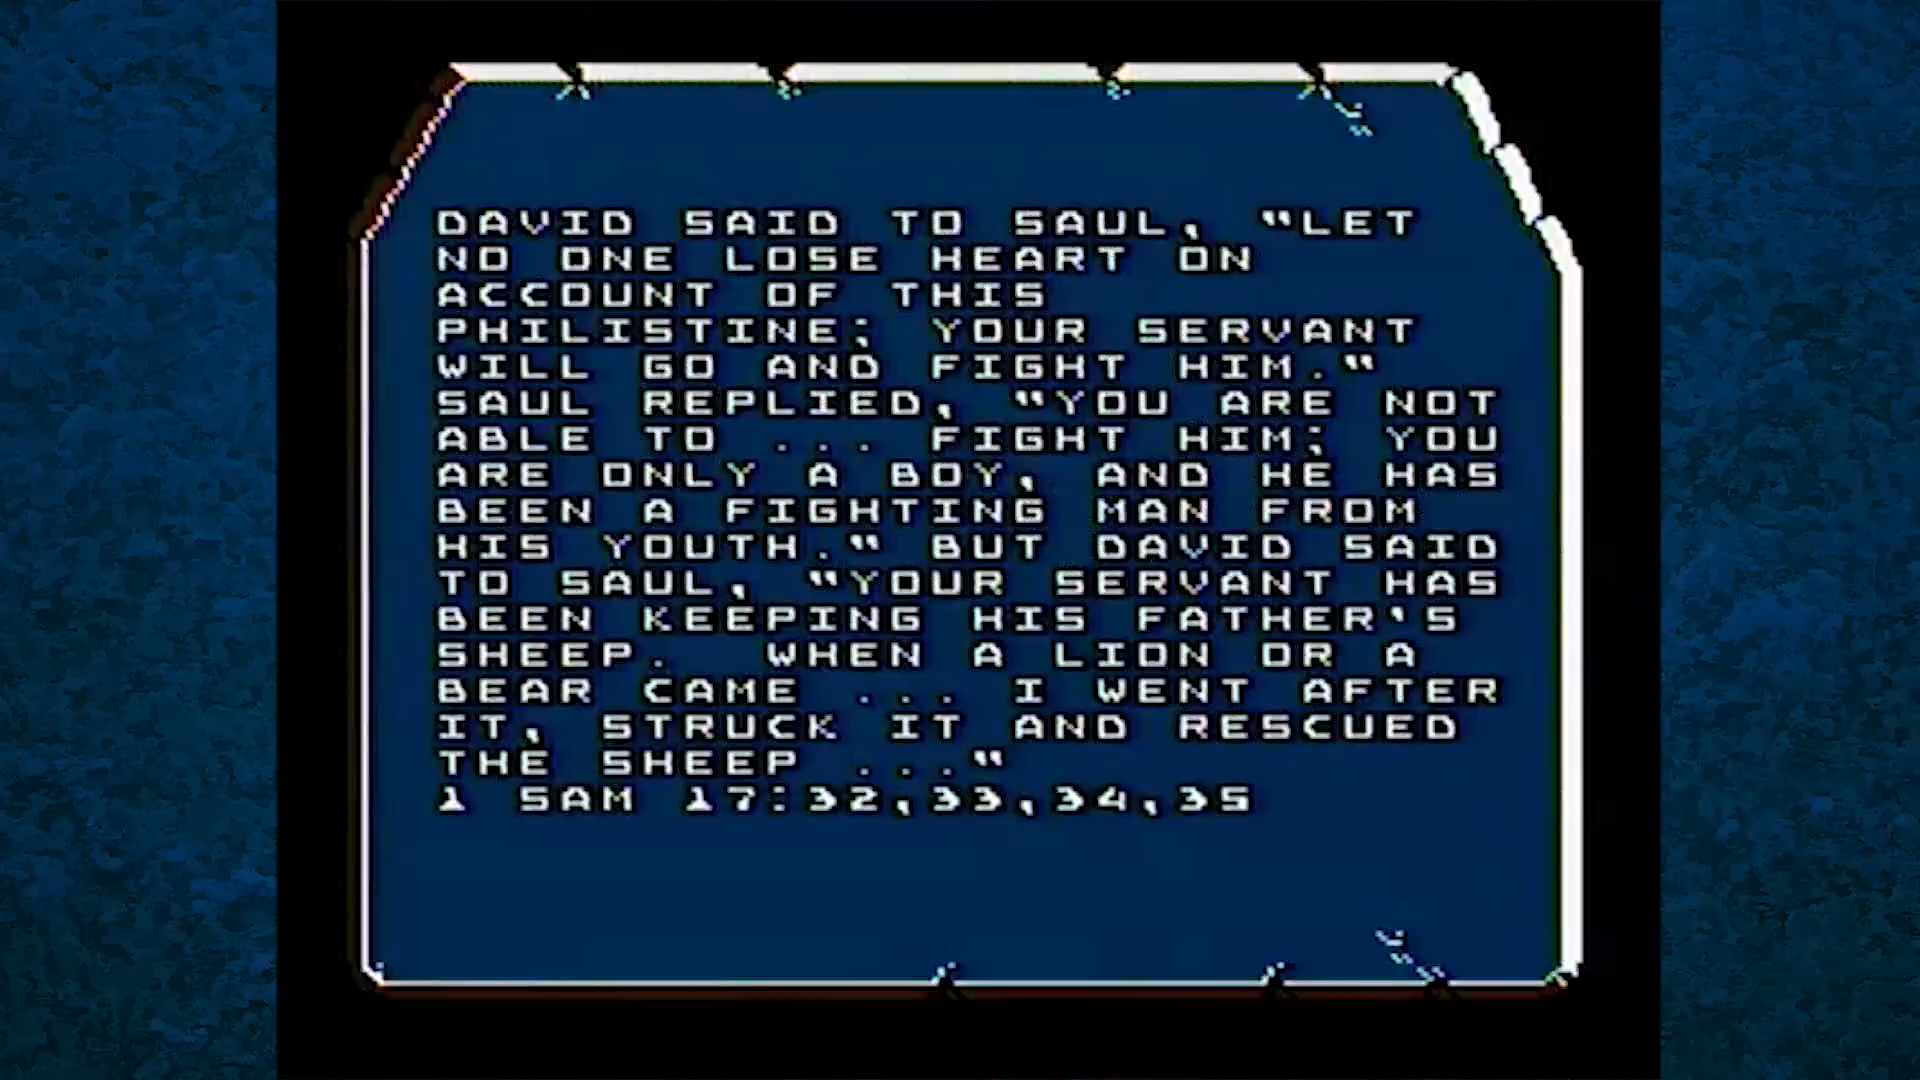 DAVID SAID TO SAUL, "LET
NO ONE LOSE HEART ON
ACCOUNT OF THIS
PHILISTINE; YOUR SERVANT
WILL GO AND FIGHT HIM."
SAUL REPLIED, "YOU ARE NOT
ABLE TO ... FIGHT HIM; YOU
ARE ONLY A BOY, AND HE HAS
BEEN A FIGHTING MAN FROM
HIS YOUTH." BUT DAVID SAID
TO SAUL, "YOUR SERVANT HAS
BEEN KEEPING HIS FATHER'S
SHEEP.  WHEN A LION OR A
BEAR CAME ... I WENT AFTER
IT, STRUCK IT AND RESCUED
THE SHEEP ..."
1 SAM 17:32,33,34,35